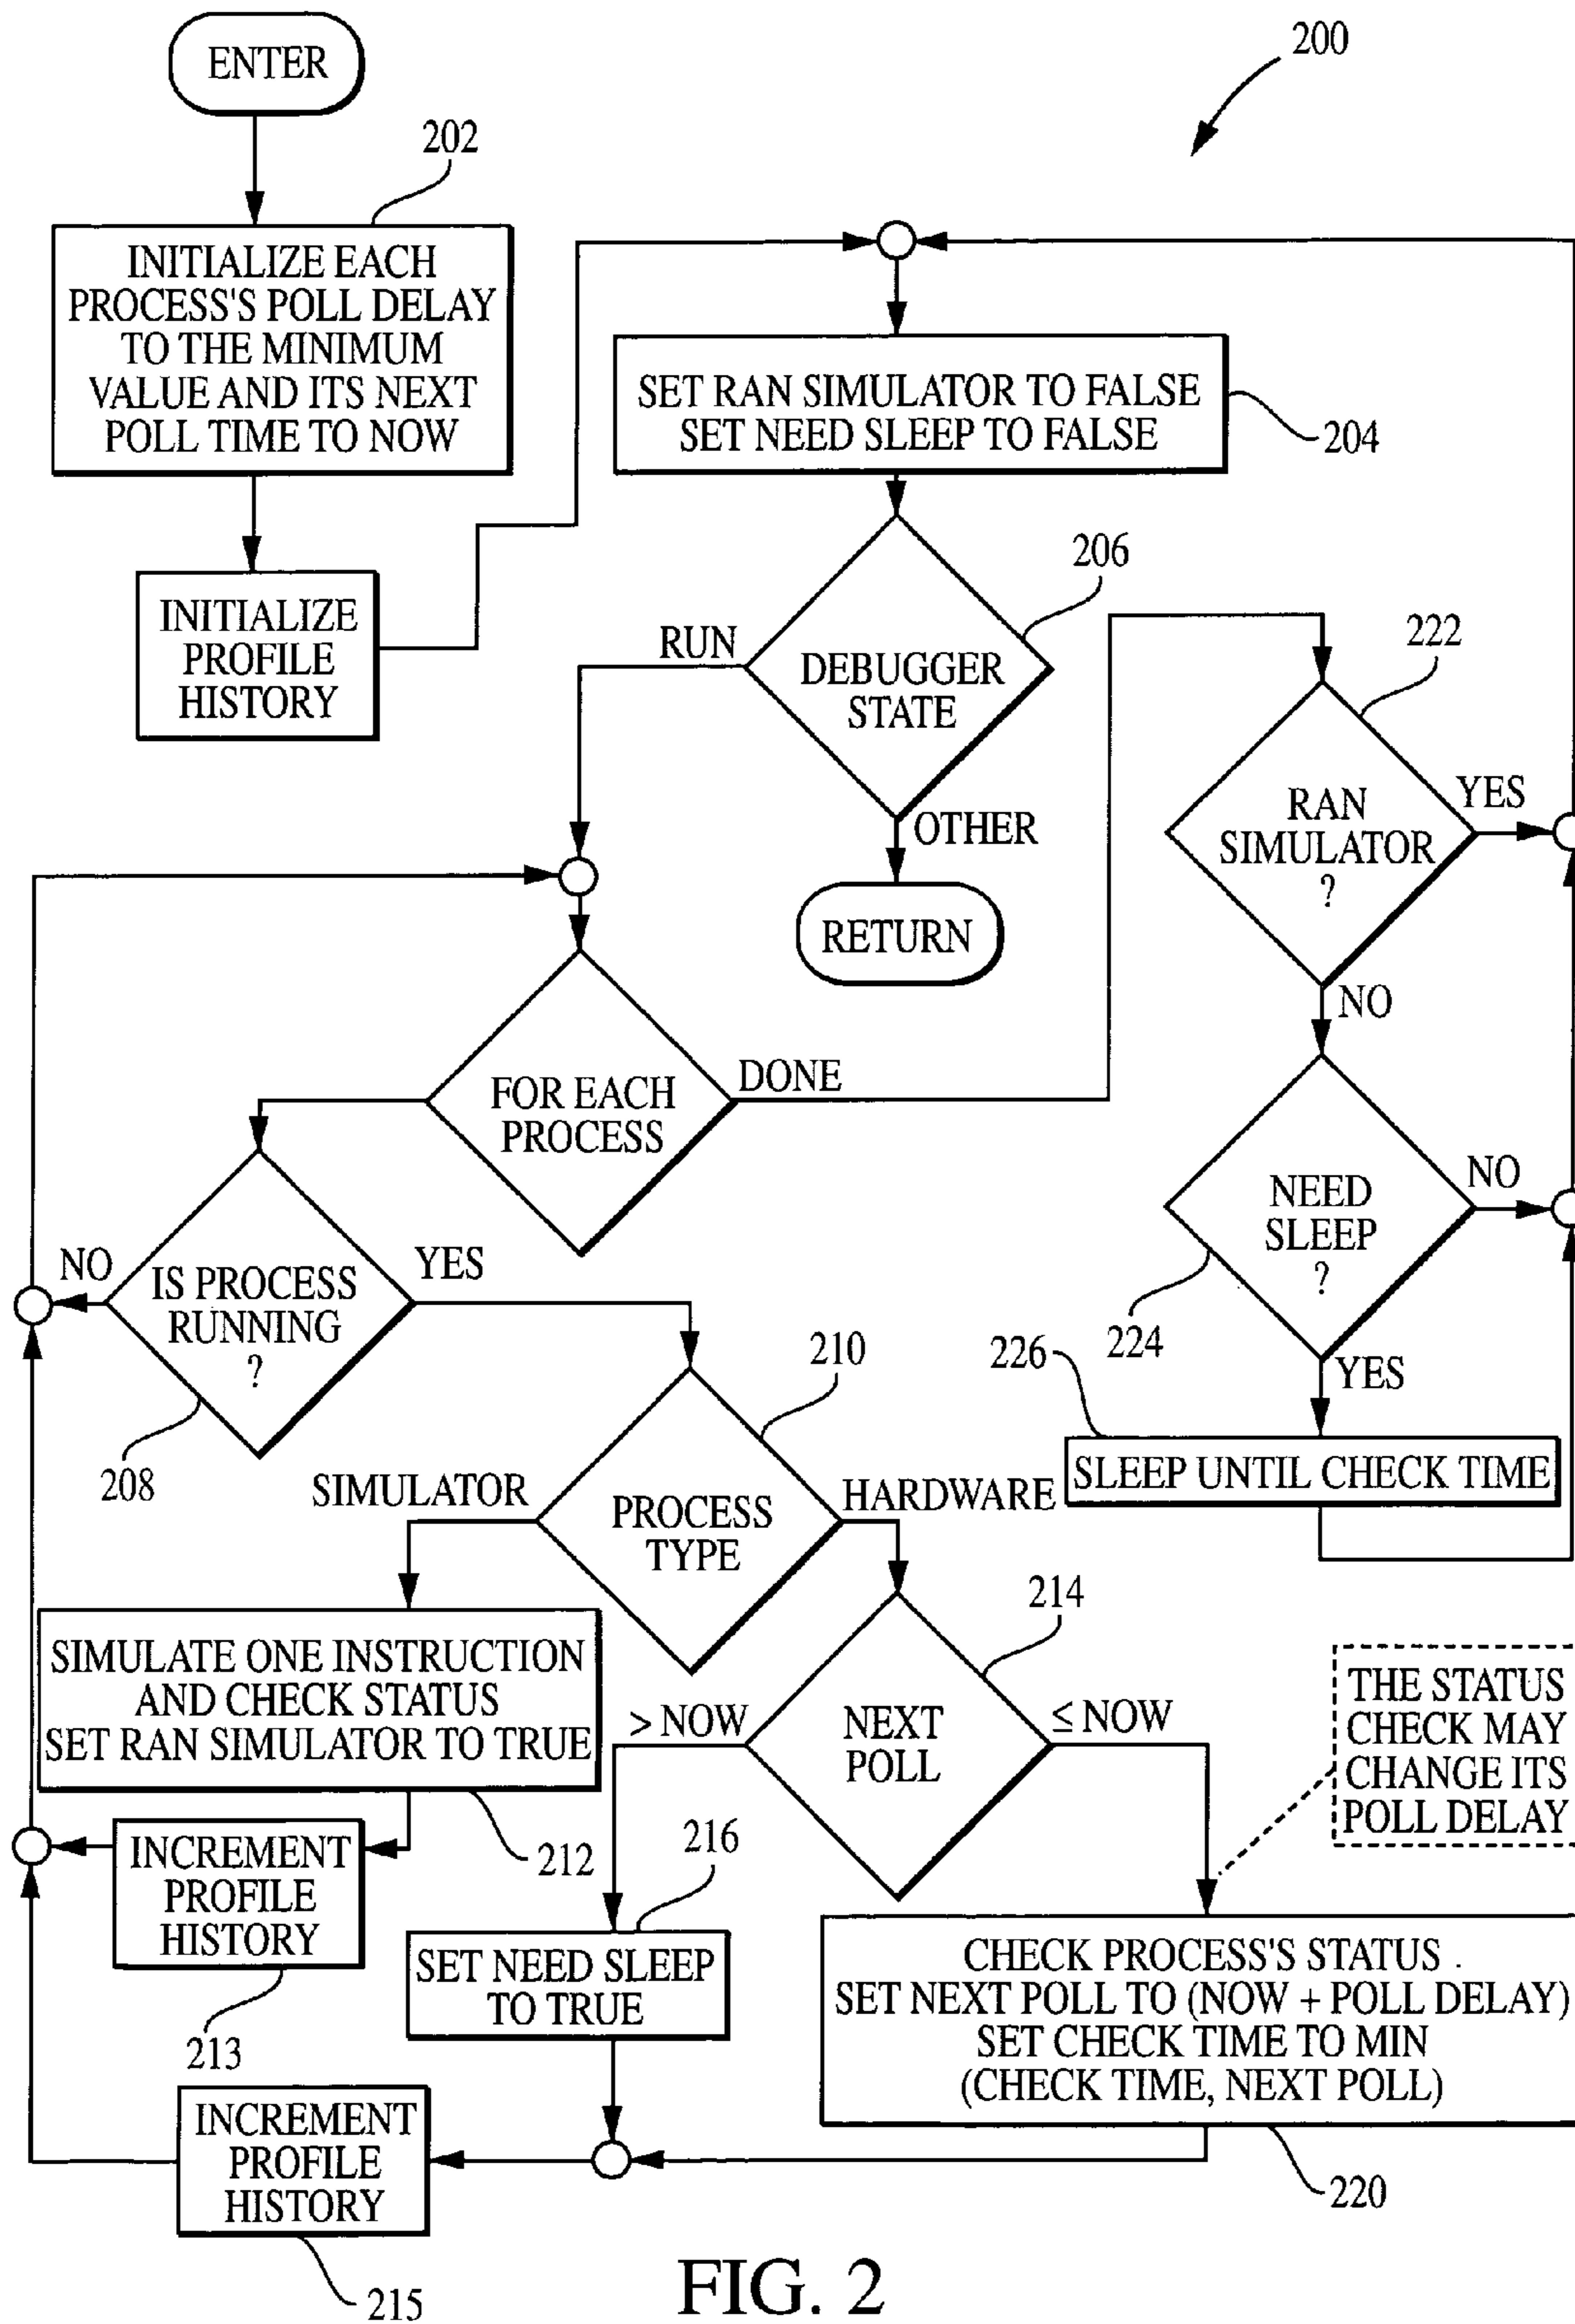 ENTER
200
202
INITIALIZE EACH
PROCESS'S POLL DELAY
TO THE MINIMUM
VALUE AND ITS NEXT
POLL TIME TO NOW
INITIALIZE
PROFILE
HISTORY
SET RAN SIMULATOR TO FALSE
SET NEED SLEEP TO FALSE
204
206
DEBUGGER
STATE
RUN
OTHER
RETURN
222
RAN
SIMULATOR
?
YES
NO
FOR EACH
PROCESS
DONE
NEED
SLEEP
?
NO
224
YES
226
SLEEP UNTIL CHECK TIME
IS PROCESS
RUNNING
?
NO
YES
208
210
PROCESS
TYPE
SIMULATOR
HARDWARE
SIMULATE ONE INSTRUCTION
AND CHECK STATUS
SET RAN SIMULATOR TO TRUE
212
214
NEXT
POLL
> NOW
≤ NOW
THE STATUS
CHECK MAY
CHANGE ITS
POLL DELAY
INCREMENT
PROFILE
HISTORY
213
216
SET NEED SLEEP
TO TRUE
CHECK PROCESS'S STATUS .
SET NEXT POLL TO (NOW + POLL DELAY)
SET CHECK TIME TO MIN
(CHECK TIME, NEXT POLL)
220
INCREMENT
PROFILE
HISTORY
215
FIG. 2